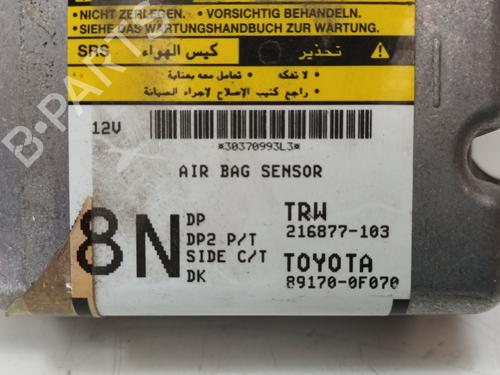 •NICHT ZERLEGEN. •VORSICHTIG BEHANDELN.
•SIEHE DAS WARTUNGSHANDBUCH ZUR WARTUNG.
SRS كيس الهواء تحذير
• لا تفكه • تعامل معه بعناية
• راجع كتيب الإصلاح لاجراء الصيانة
12V
*30370993L3*
AIR BAG SENSOR
8N
DP
DP2 P/T
SIDE C/T
DK
TRW
216877-103
TOYOTA
89170-0F070
B-PARTS